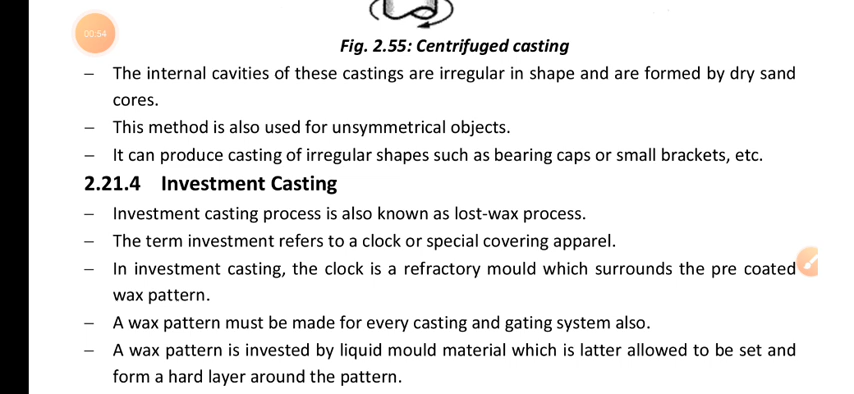 00:54
Fig. 2.55: Centrifuged casting
– The internal cavities of these castings are irregular in shape and are formed by dry sand
cores.
– This method is also used for unsymmetrical objects.
– It can produce casting of irregular shapes such as bearing caps or small brackets, etc.
2.21.4 Investment Casting
– Investment casting process is also known as lost-wax process.
– The term investment refers to a clock or special covering apparel.
– In investment casting, the clock is a refractory mould which surrounds the pre coated
wax pattern.
– A wax pattern must be made for every casting and gating system also.
– A wax pattern is invested by liquid mould material which is latter allowed to be set and
form a hard layer around the pattern.